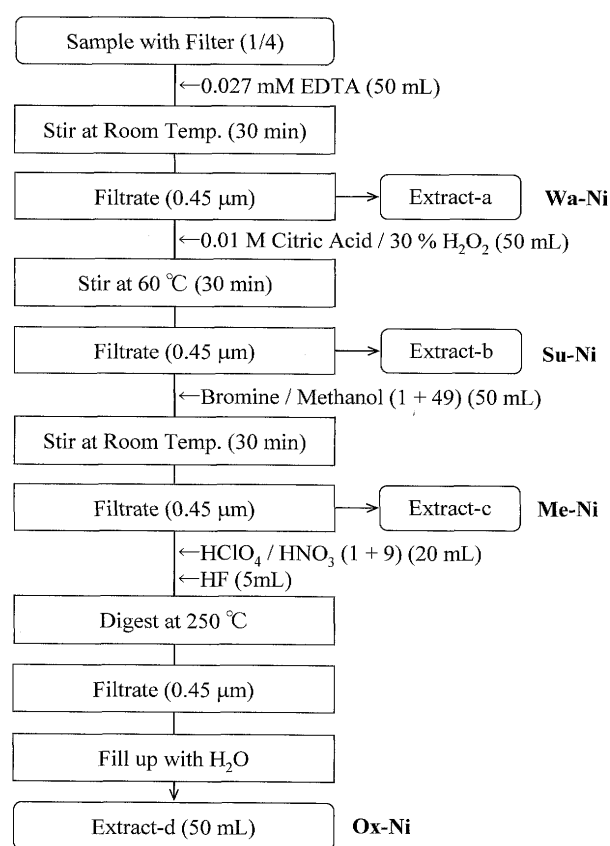 Sample with Filter (1/4)
←0.027 mM EDTA (50 mL)
Stir at Room Temp. (30 min)
Filtrate (0.45 μm)
Extract-a
Wa-Ni
←0.01 M Citric Acid / 30 % H₂O₂ (50 mL)
Stir at 60 ℃ (30 min)
Filtrate (0.45 μm)
Extract-b
Su-Ni
←Bromine / Methanol (1 + 49) (50 mL)
Stir at Room Temp. (30 min)
Filtrate (0.45 μm)
Extract-c
Me-Ni
←HClO₄ / HNO₃ (1 + 9) (20 mL)
←HF (5mL)
Digest at 250 ℃
Filtrate (0.45 μm)
Fill up with H₂O
Extract-d (50 mL)
Ox-Ni